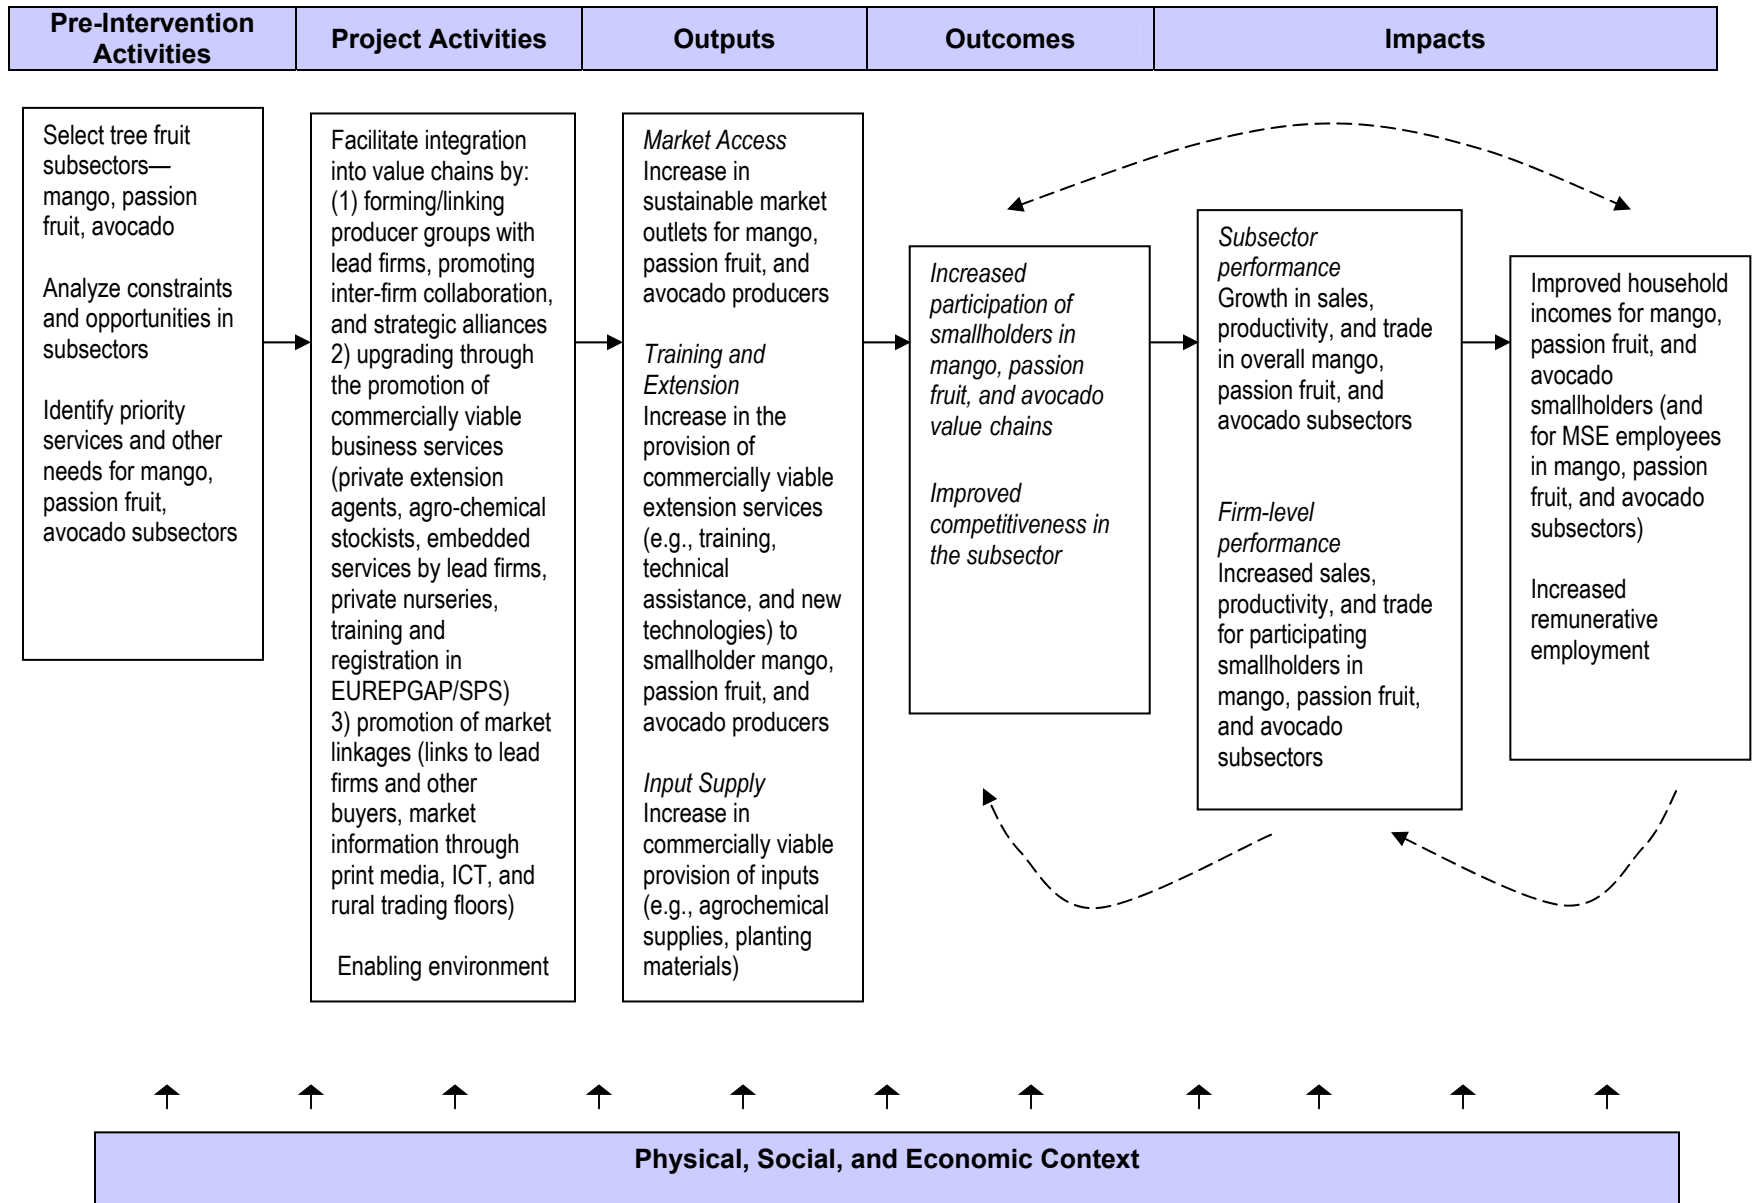 Pre-Intervention
Activities
Project Activities
Outputs
Outcomes
Impacts
Select tree fruit
subsectors—
mango, passion
fruit, avocado
Analyze constraints
and opportunities in
subsectors
Identify priority
services and other
needs for mango,
passion fruit,
avocado subsectors
Facilitate integration
into value chains by:
(1) forming/linking
producer groups with
lead firms, promoting
inter-firm collaboration,
and strategic alliances
2) upgrading through
the promotion of
commercially viable
business services
(private extension
agents, agro-chemical
stockists, embedded
services by lead firms,
private nurseries,
training and
registration in
EUREPGAP/SPS)
3) promotion of market
linkages (links to lead
firms and other
buyers, market
information through
print media, ICT, and
rural trading floors)
Enabling environment
Market Access
Increase in
sustainable market
outlets for mango,
passion fruit, and
avocado producers
Training and
Extension
Increase in the
provision of
commercially viable
extension services
(e.g., training,
technical
assistance, and new
technologies) to
smallholder mango,
passion fruit, and
avocado producers
Input Supply
Increase in
commercially viable
provision of inputs
(e.g., agrochemical
supplies, planting
materials)
Increased
participation of
smallholders in
mango, passion
fruit, and avocado
value chains
Improved
competitiveness in
the subsector
Subsector
performance
Growth in sales,
productivity, and trade
in overall mango,
passion fruit, and
avocado subsectors
Firm-level
performance
Increased sales,
productivity, and trade
for participating
smallholders in
mango, passion fruit,
and avocado
subsectors
Improved household
incomes for mango,
passion fruit, and
avocado
smallholders (and
for MSE employees
in mango, passion
fruit, and avocado
subsectors)
Increased
remunerative
employment
Physical, Social, and Economic Context